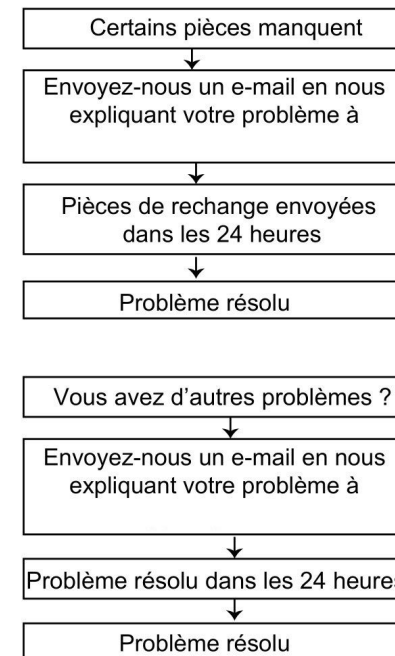 Certains pièces manquent
Envoyez-nous un e-mail en nous
expliquant votre problème à
Pièces de rechange envoyées
dans les 24 heures
Problème résolu
Vous avez d’autres problèmes ?
Envoyez-nous un e-mail en nous
expliquant votre problème à
Problème résolu dans les 24 heures
Problème résolu